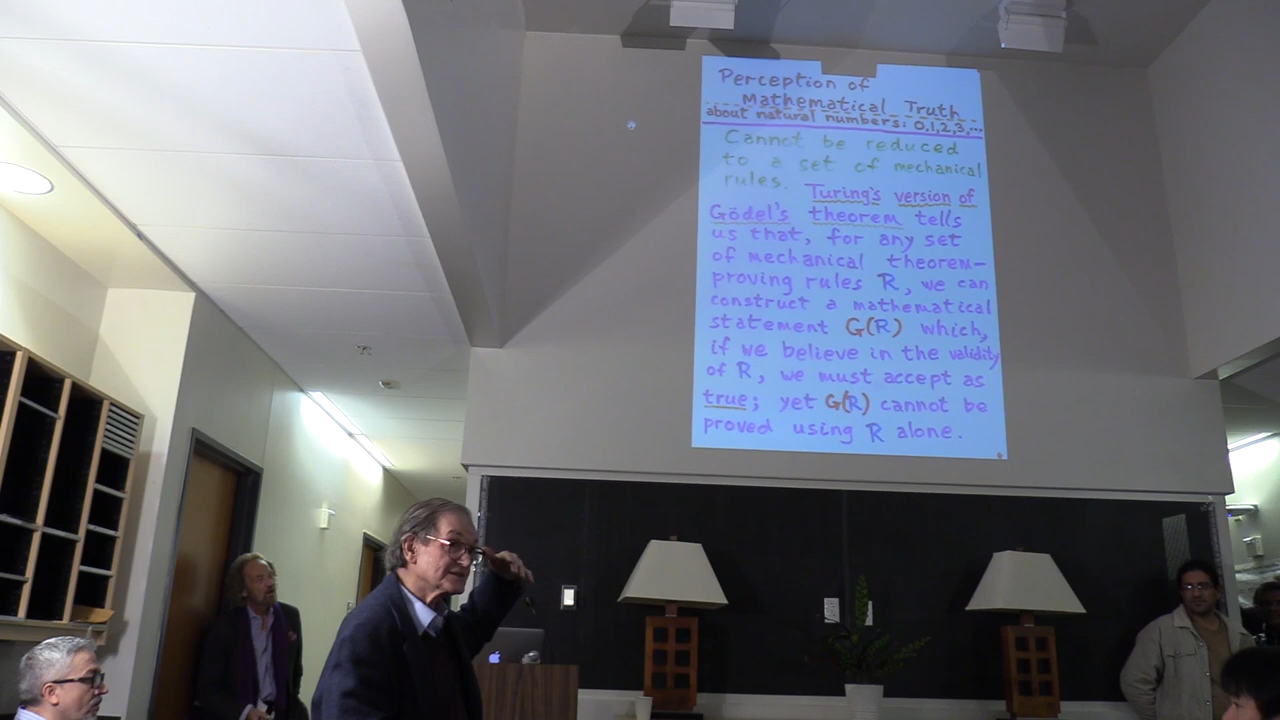 Perception of
Mathematical Truth
about natural numbers: 0,1,2,3,...
Cannot be reduced
to a set of mechanical
rules. Turing's version of
Gödel's theorem tells
us that, for any set
of mechanical theorem-
proving rules R, we can
construct a mathematical
statement G(R) which,
if we believe in the validity
of R, we must accept as
true; yet G(R) cannot be
proved using R alone.